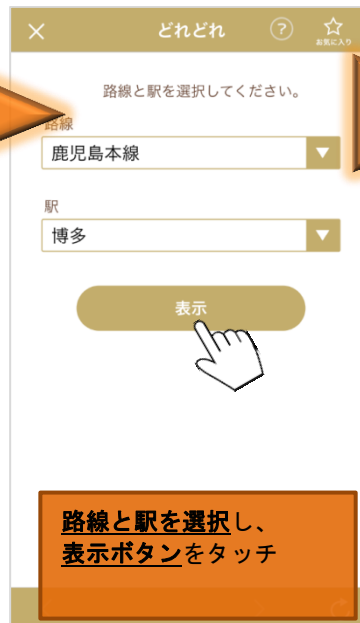 × どれどれ ?
お気に入り
路線と駅を選択してください。
路線
鹿児島本線
駅
博多
表示
路線と駅を選択し、
表示ボタンをタッチ